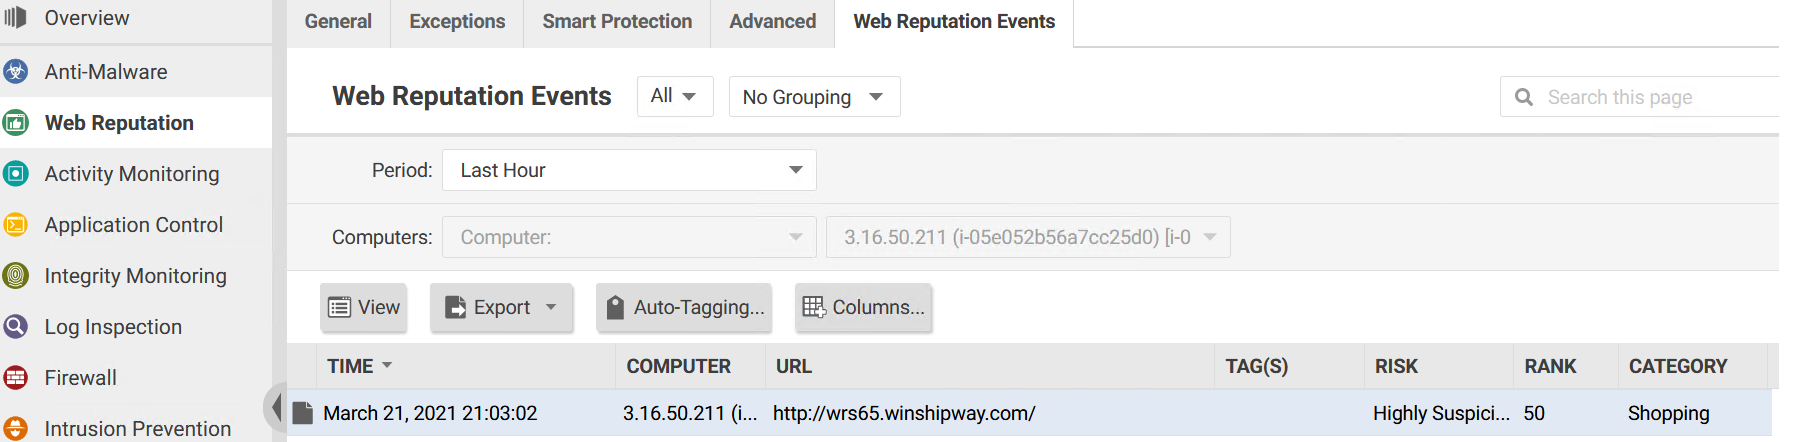 Overview
Anti-Malware
Web Reputation
Activity Monitoring
Application Control
Integrity Monitoring
Log Inspection
Firewall
Intrusion Prevention
General Exceptions Smart Protection Advanced Web Reputation Events
Web Reputation Events All No Grouping Search this page
Period: Last Hour
Computers: Computer: 3.16.50.211 (i-05e052b56a7cc25d0) [i-0
View Export Auto-Tagging... Columns...
TIME COMPUTER URL TAG(S) RISK RANK CATEGORY
March 21, 2021 21:03:02 3.16.50.211 (i... http://wrs65.winshipway.com/ Highly Suspici... 50 Shopping